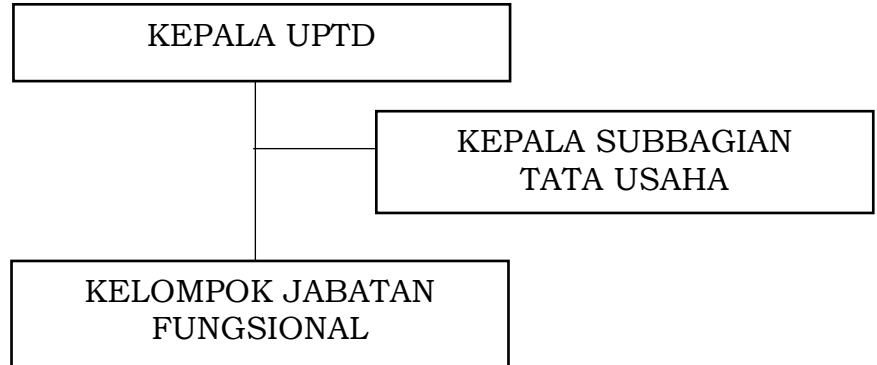 KEPALA UPTD
KEPALA SUBBAGIAN
TATA USAHA
KELOMPOK JABATAN
FUNGSIONAL